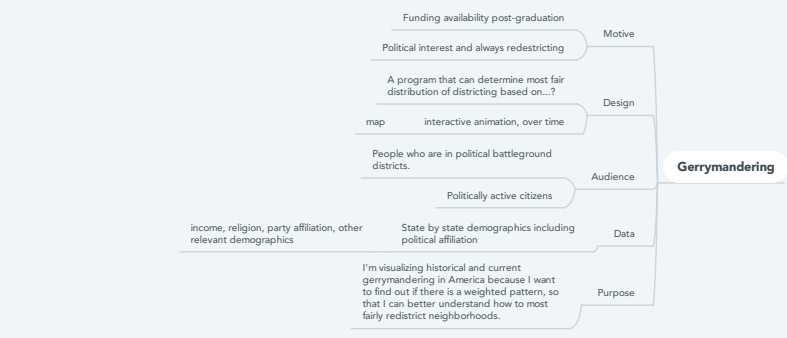 Funding availability post-graduation
Motive
Political interest and always redestricting
A program that can determine most fair
distribution of districting based on...?
Design
map
interactive animation, over time
People who are in political battleground
districts.
Audience
Gerrymandering
Politically active citizens
income, religion, party affiliation, other
relevant demographics
State by state demographics including
political affiliation
Data
I'm visualizing historical and current
gerrymandering in America because I want
to find out if there is a weighted pattern, so
that I can better understand how to most
fairly redistrict neighborhoods.
Purpose